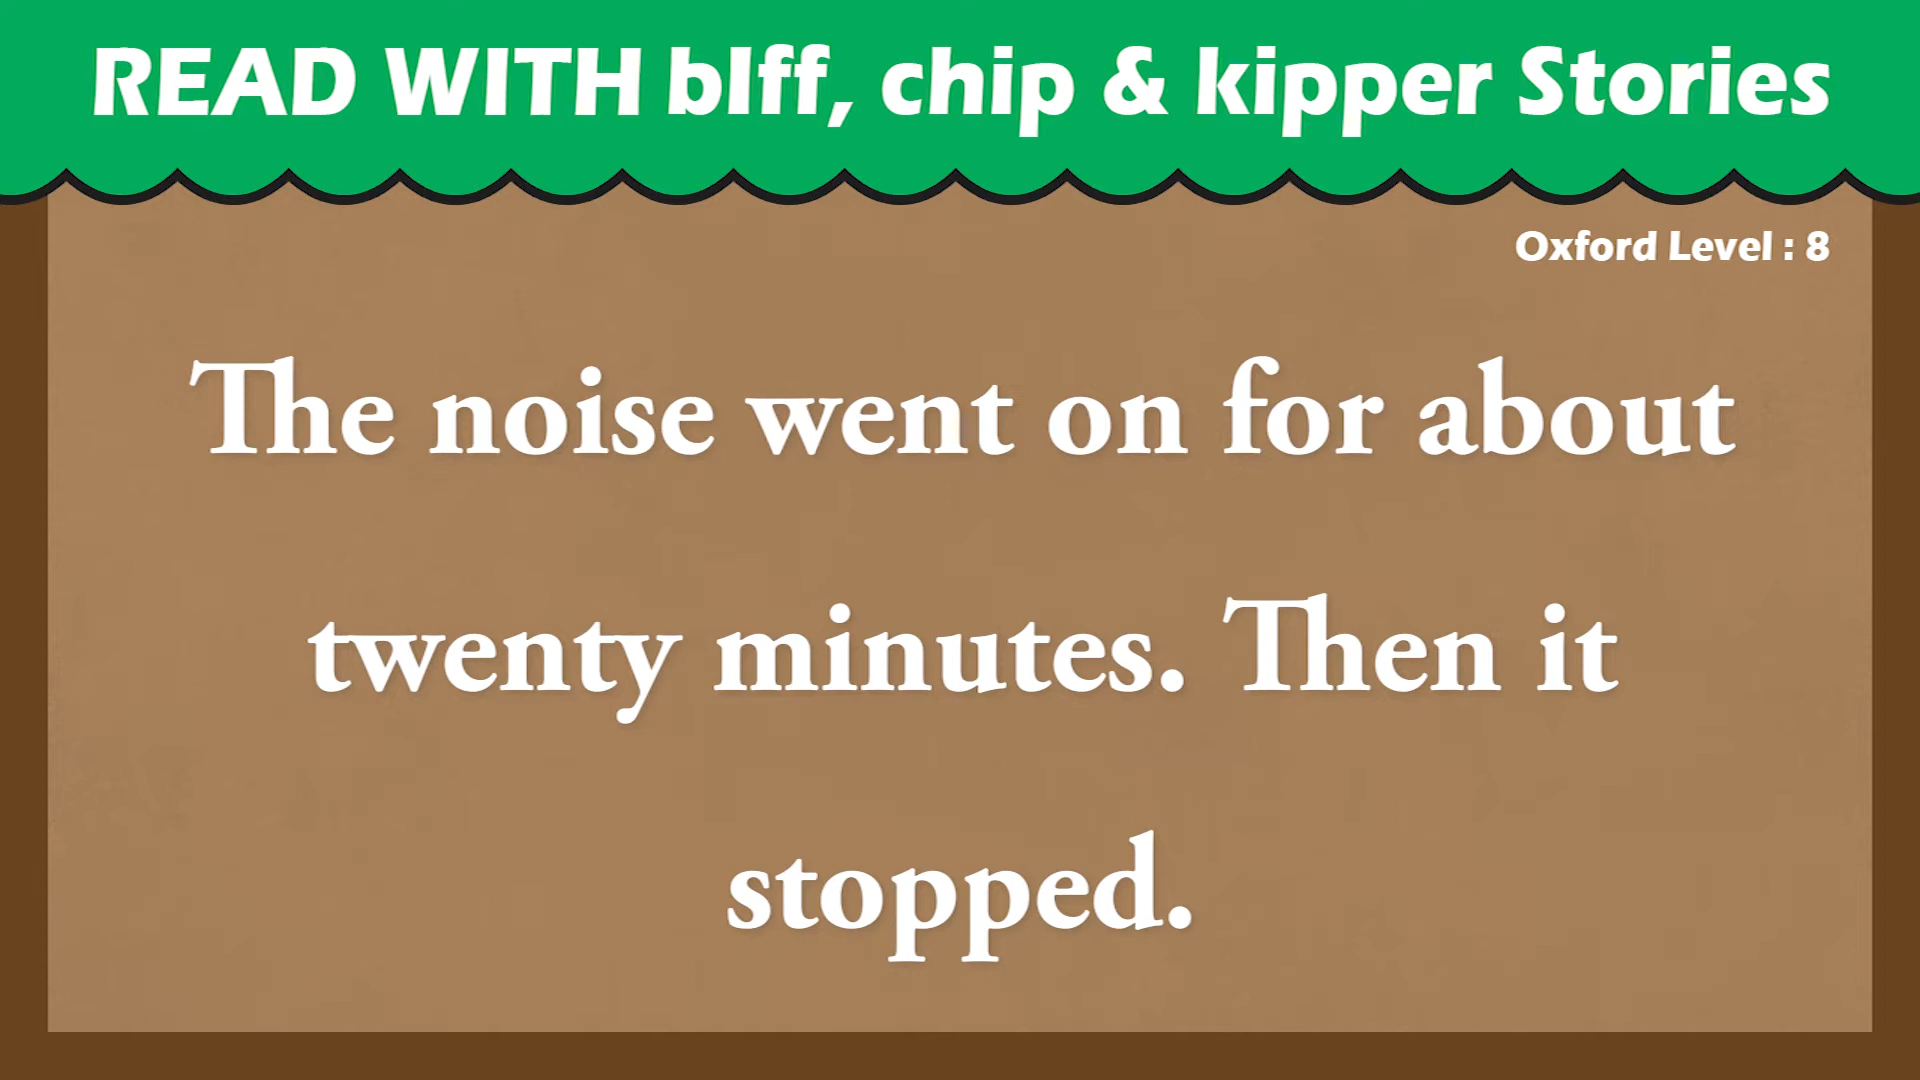 READ WITH bIff, chip & kipper Stories
Oxford Level : 8
The noise went on for about
twenty minutes. Then it
stopped.